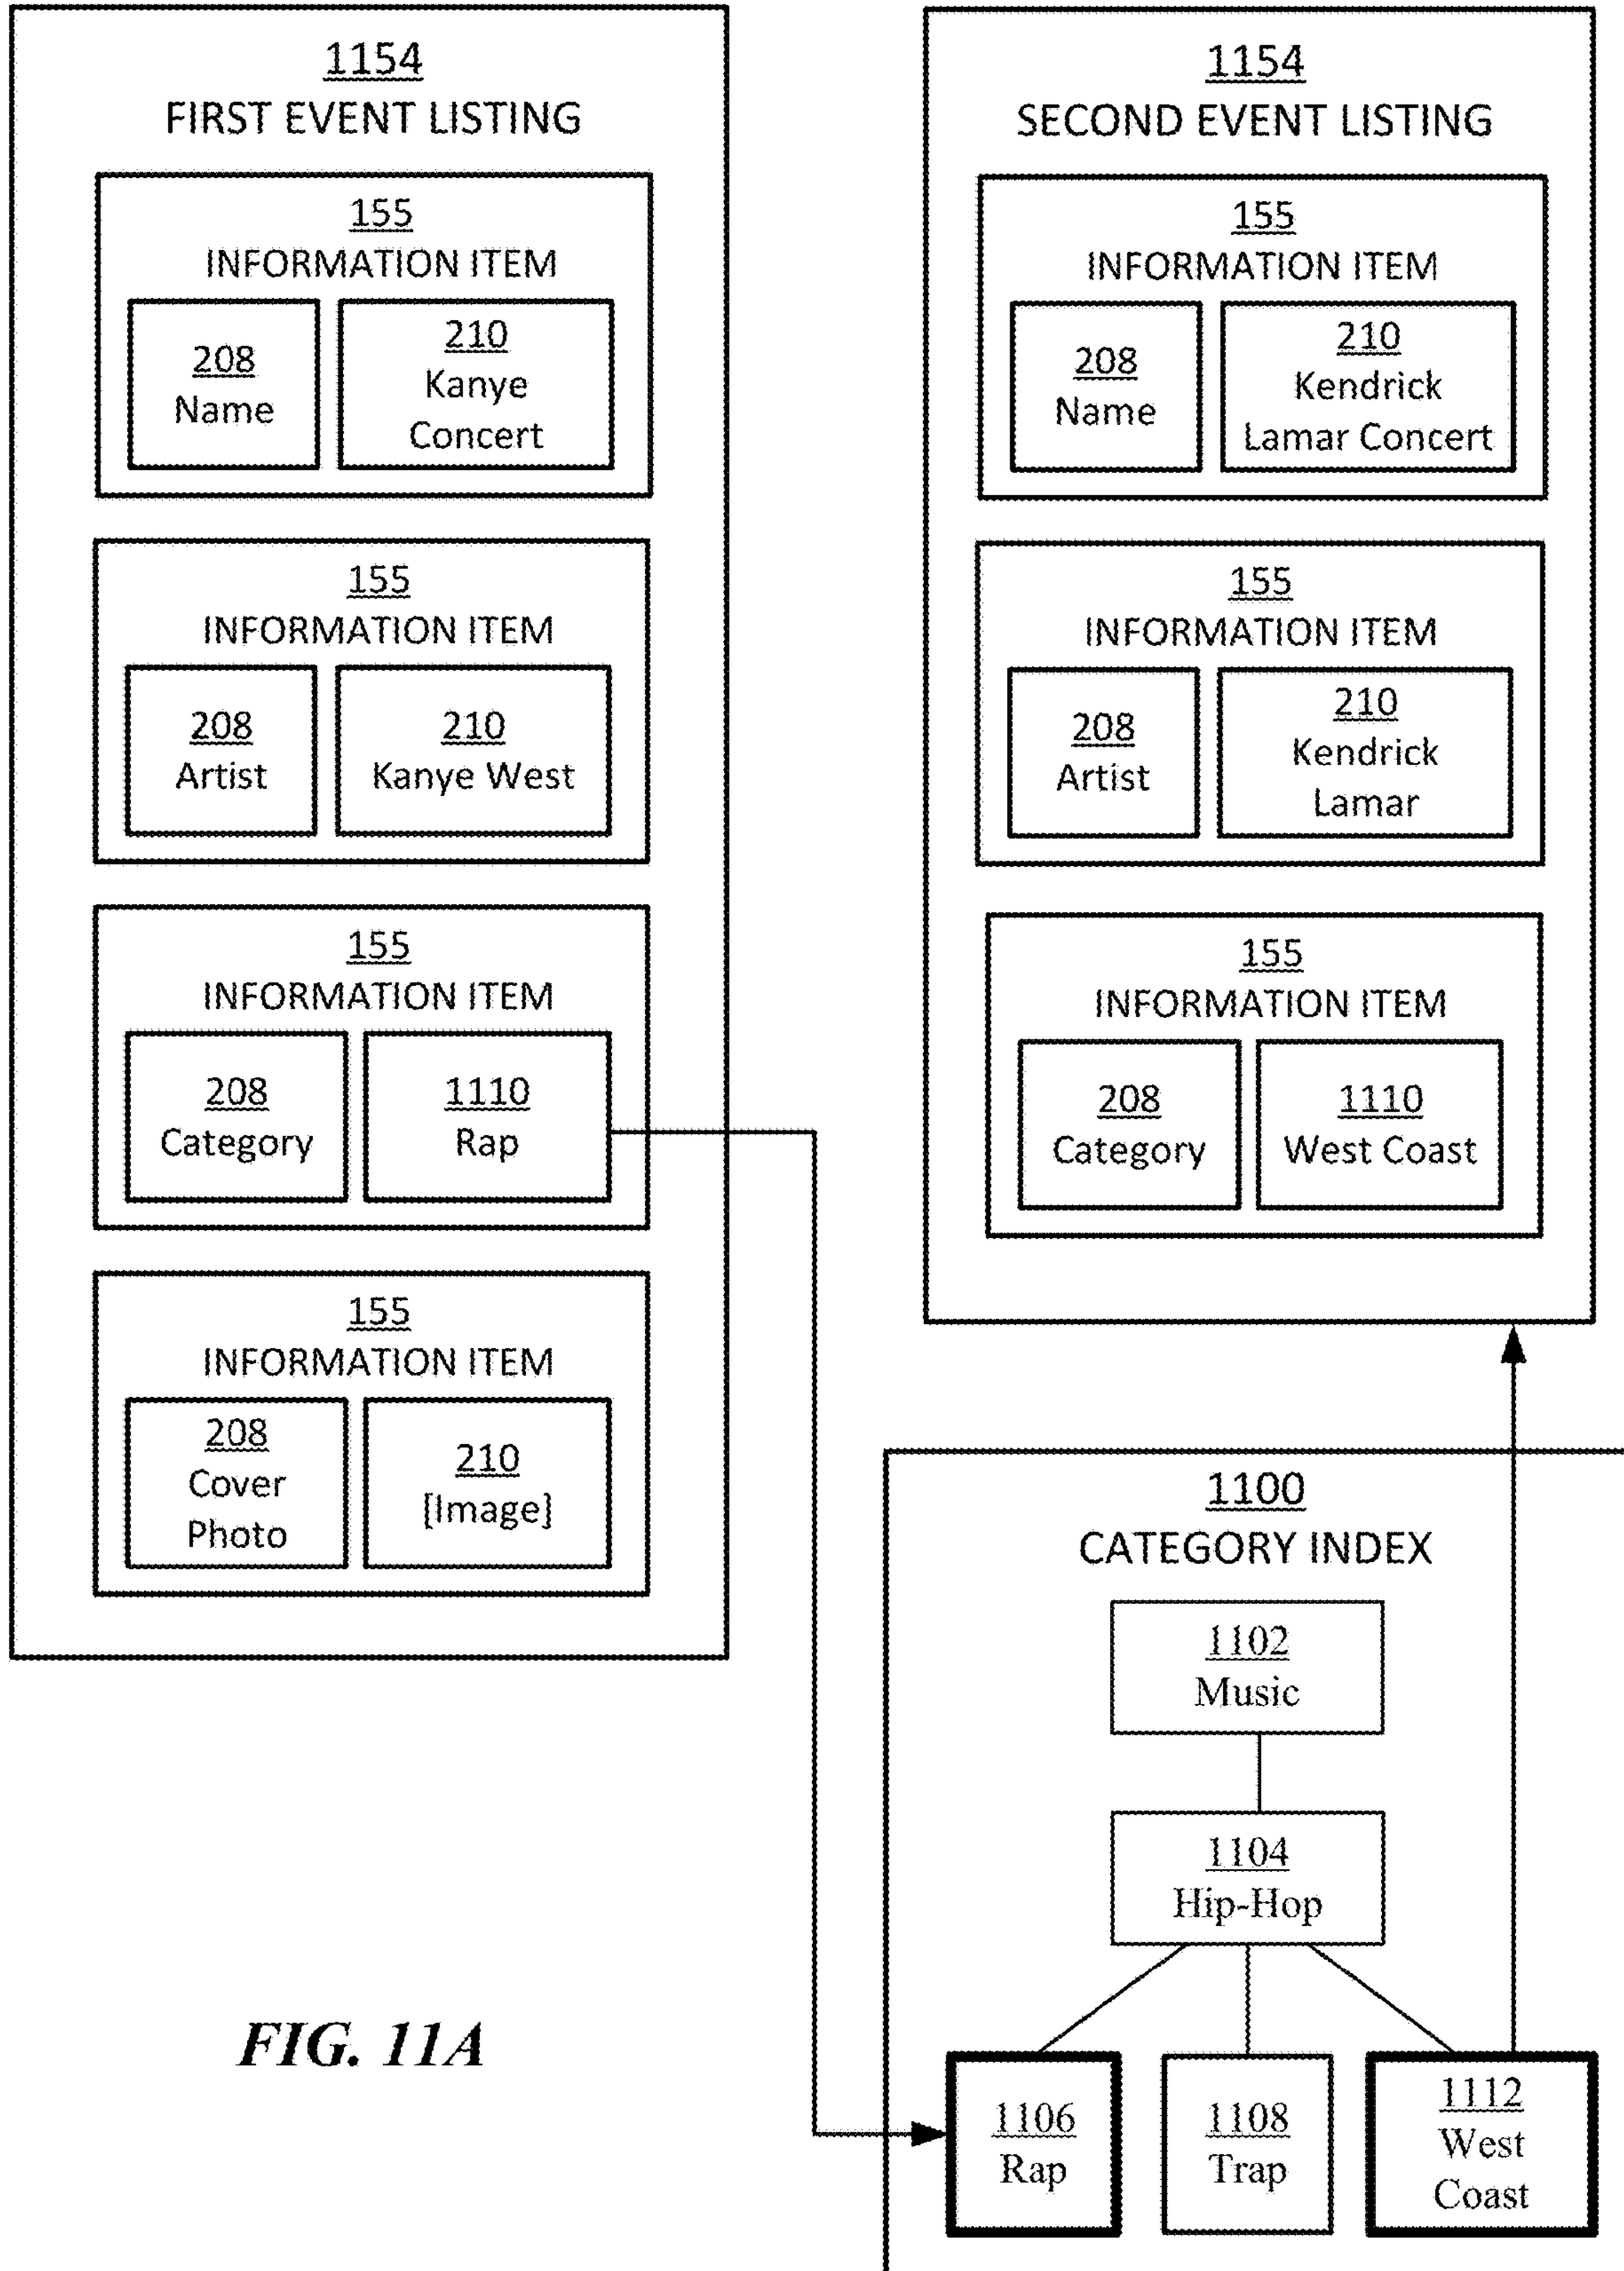 1154
FIRST EVENT LISTING
155
INFORMATION ITEM
208
Name
210
Kanye
Concert
155
INFORMATION ITEM
208
Artist
210
Kanye West
155
INFORMATION ITEM
208
Category
1110
Rap
155
INFORMATION ITEM
208
Cover
Photo
210
[Image]
1154
SECOND EVENT LISTING
155
INFORMATION ITEM
208
Name
210
Kendrick
Lamar Concert
155
INFORMATION ITEM
208
Artist
210
Kendrick
Lamar
155
INFORMATION ITEM
208
Category
1110
West Coast
1100
CATEGORY INDEX
1102
Music
1104
Hip-Hop
1106
Rap
1108
Trap
1112
West
Coast
FIG. 11A